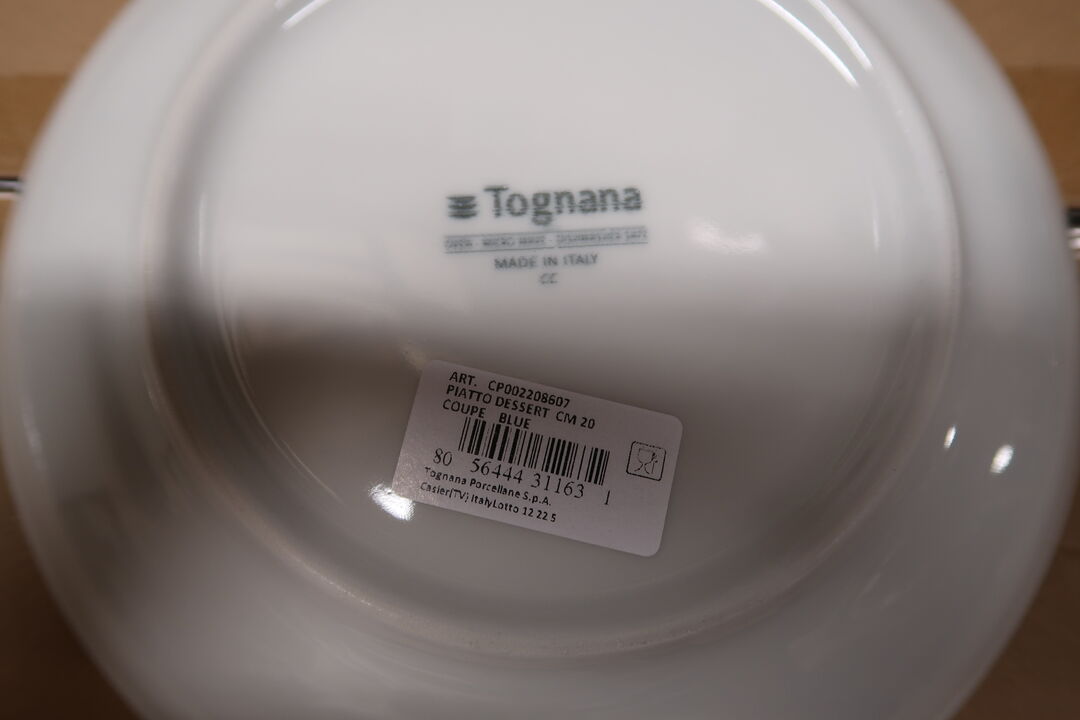 Tognana
OVEN - MICRO WAVE - DISHWASHER SAFE
MADE IN ITALY
CC
ART. CP002208607
PIATTO DESSERT CM 20
COUPE BLUE
80 56444 31163 1
Tognana Porcellane S.p.A.
Casier(TV) ItalyLotto 12 22 5